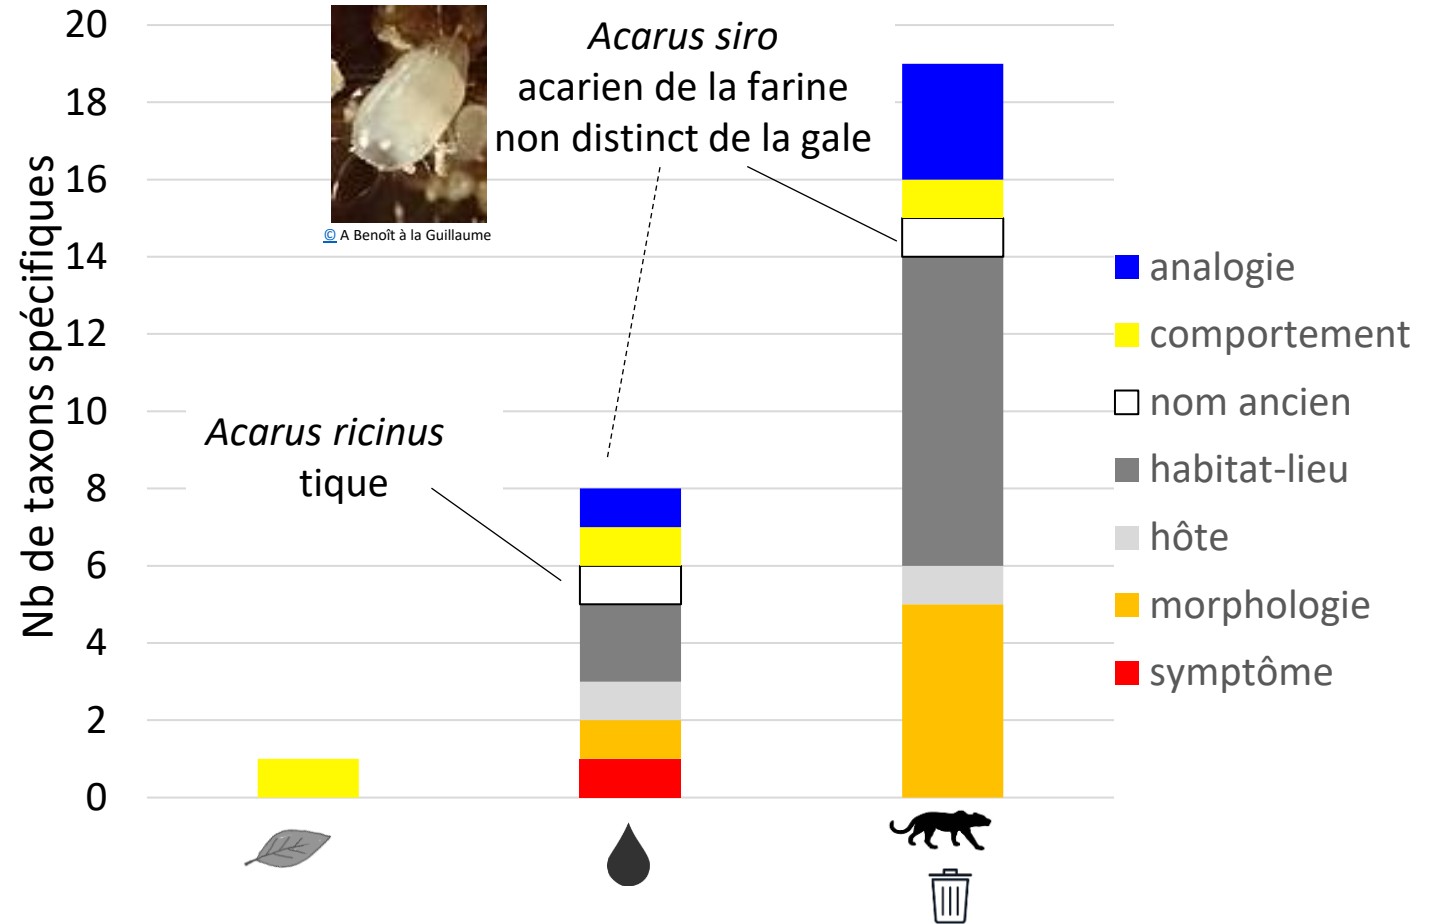 Nb de taxons spécifiques
20
18
16
14
12
10
8
6
4
2
0
© A Benoît à la Guillaume
Acarus siro
acarien de la farine
non distinct de la gale
Acarus ricinus
tique
analogie
comportement
nom ancien
habitat-lieu
hôte
morphologie
symptôme